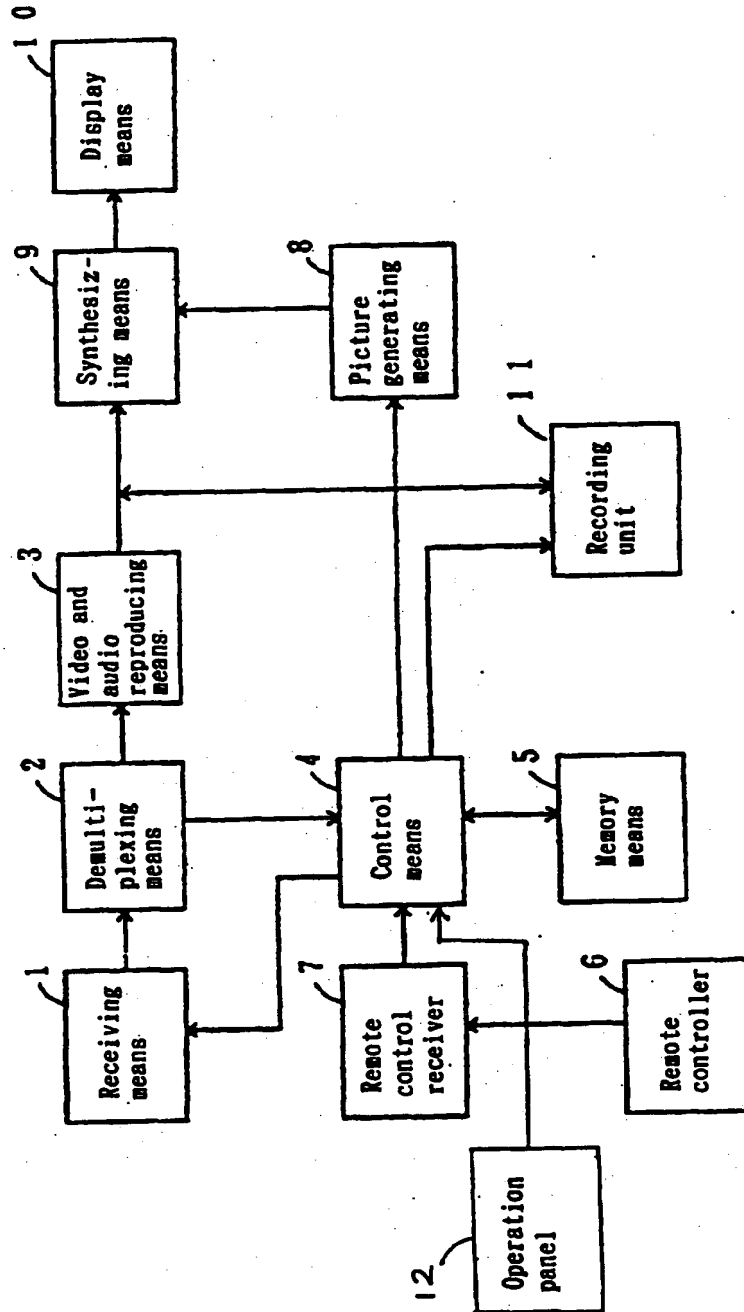 1
Receiving
means
2
Demulti-
plexing
means
3
Video and
audio
reproducing
means
9
Synthesiz-
ing means
10
Display
means
7
Remote
control
receiver
4
Control
means
8
Picture
generating
means
12
Operation
panel
6
Remote
controller
5
Memory
means
11
Recording
unit